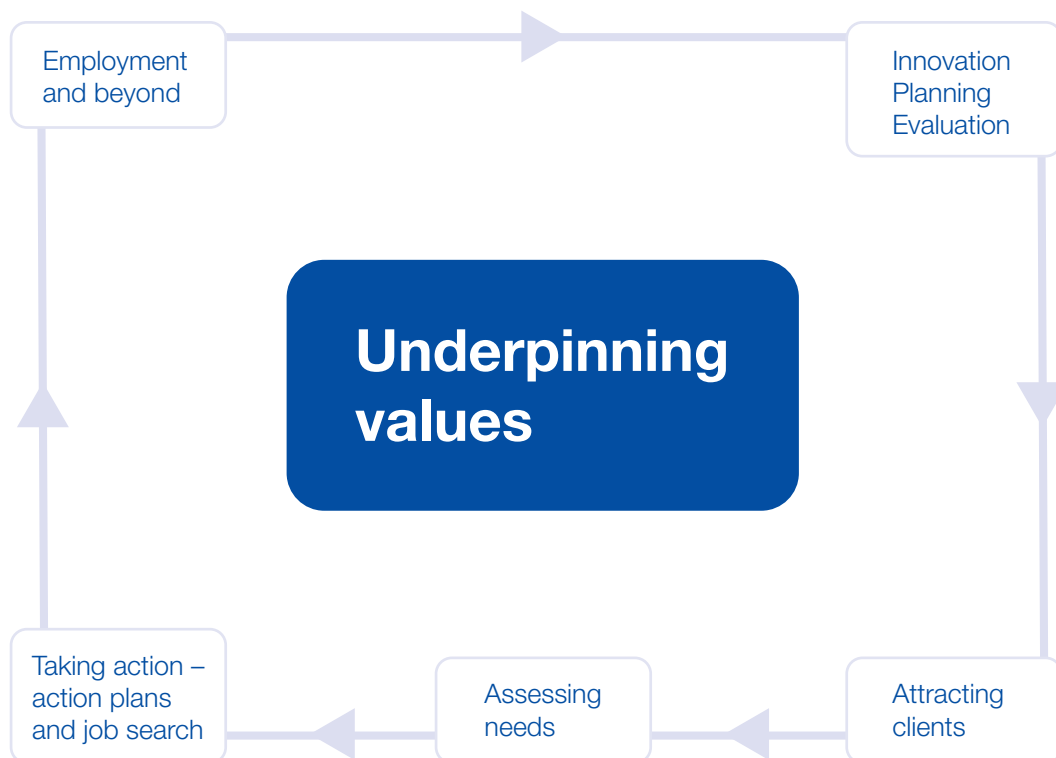 Employment
and beyond
Innovation
Planning
Evaluation
Underpinning
values
Taking action –
action plans
and job search
Assessing
needs
Attracting
clients